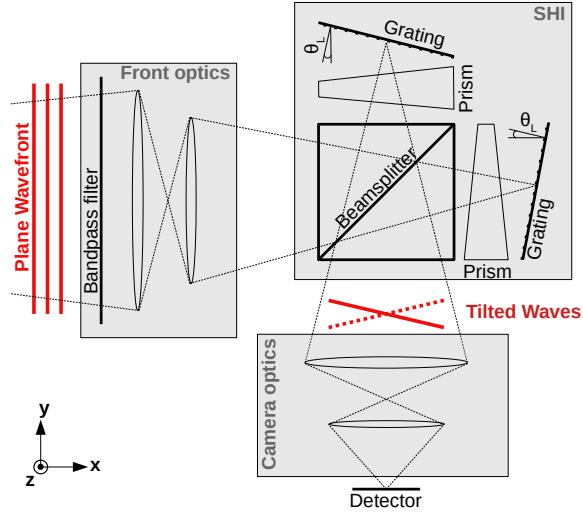 SHI
Grating
θL
Prism
Front optics
Plane Wavefront
Bandpass filter
Beamsplitter
θL
Grating
Prism
Tilted Waves
Camera optics
y
x
z
Detector